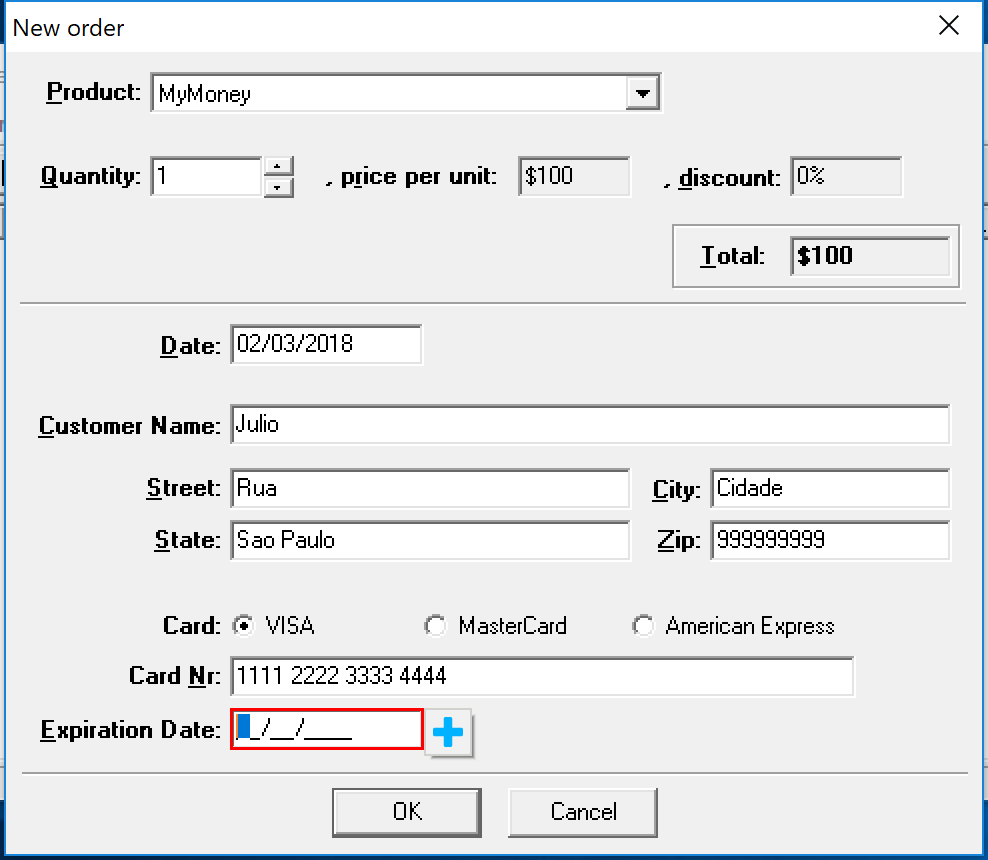 New order
Product: MyMoney
Quantity: 1 , price per unit: $100 , discount: 0%
Total: $100
Date: 02/03/2018
Customer Name: Julio
Street: Rua City: Cidade
State: Sao Paulo Zip: 999999999
Card: VISA MasterCard American Express
Card Nr: 1111 2222 3333 4444
Expiration Date: __/__/____
OK Cancel